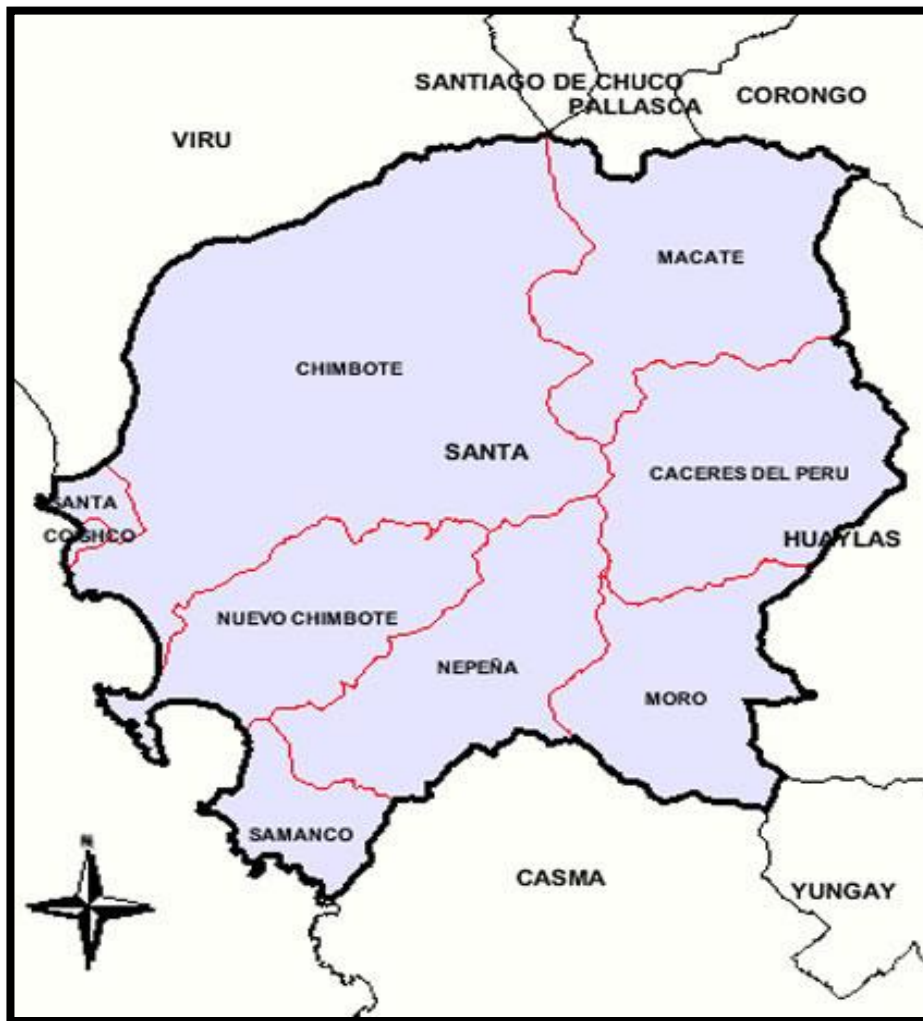 SANTIAGO DE CHUCO
PALLASCA
CORONGO
VIRU
MACATE
CHIMBOTE
SANTA
CACERES DEL PERU
SANTA
COISHCO
HUAYLAS
NUEVO CHIMBOTE
NEPEÑA
MORO
SAMANCO
N
CASMA
YUNGAY